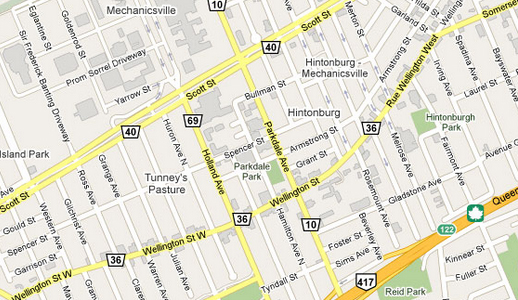 Mechanicsville
10
Eglantine St
Goldenrod St
Scott St
40
Garland St
Wellington
Somerset
Armstrong St
Spadina Ave
Bayswater Ave
Irving Ave
Laurel St
Sir Frederick Banting Driveway
Prom Sorrel Driveway
Yarrow St
Scott St
Bullman St
Hintonburg -
Mechanicsville
Rue Wellington West
Hintonburg
Hintonburgh
Park
69
40
36
Huron Ave N
Holland Ave
Spencer St
Parkdale Ave
Armstrong St
Grant St
Parkdale
Park
Melrose Ave
Fairmont Ave
Avenue
Island Park
Tunney's
Pasture
Ross Ave
Grange Ave
Wellington St
Rosemount Ave
Gladstone Ave
Queen
Scott St
Ave
Gilchrist Ave
Western Ave
Gould St
Spencer St
Garrison St
36
Wellington St W
36
Wellington St W
Hamilton Ave N
10
Foster St
Beverley Ave
Sims Ave
122
417
Kinnear St
Fuller St
Reid Park
Tyndall St
Julian Ave
Warren Ave